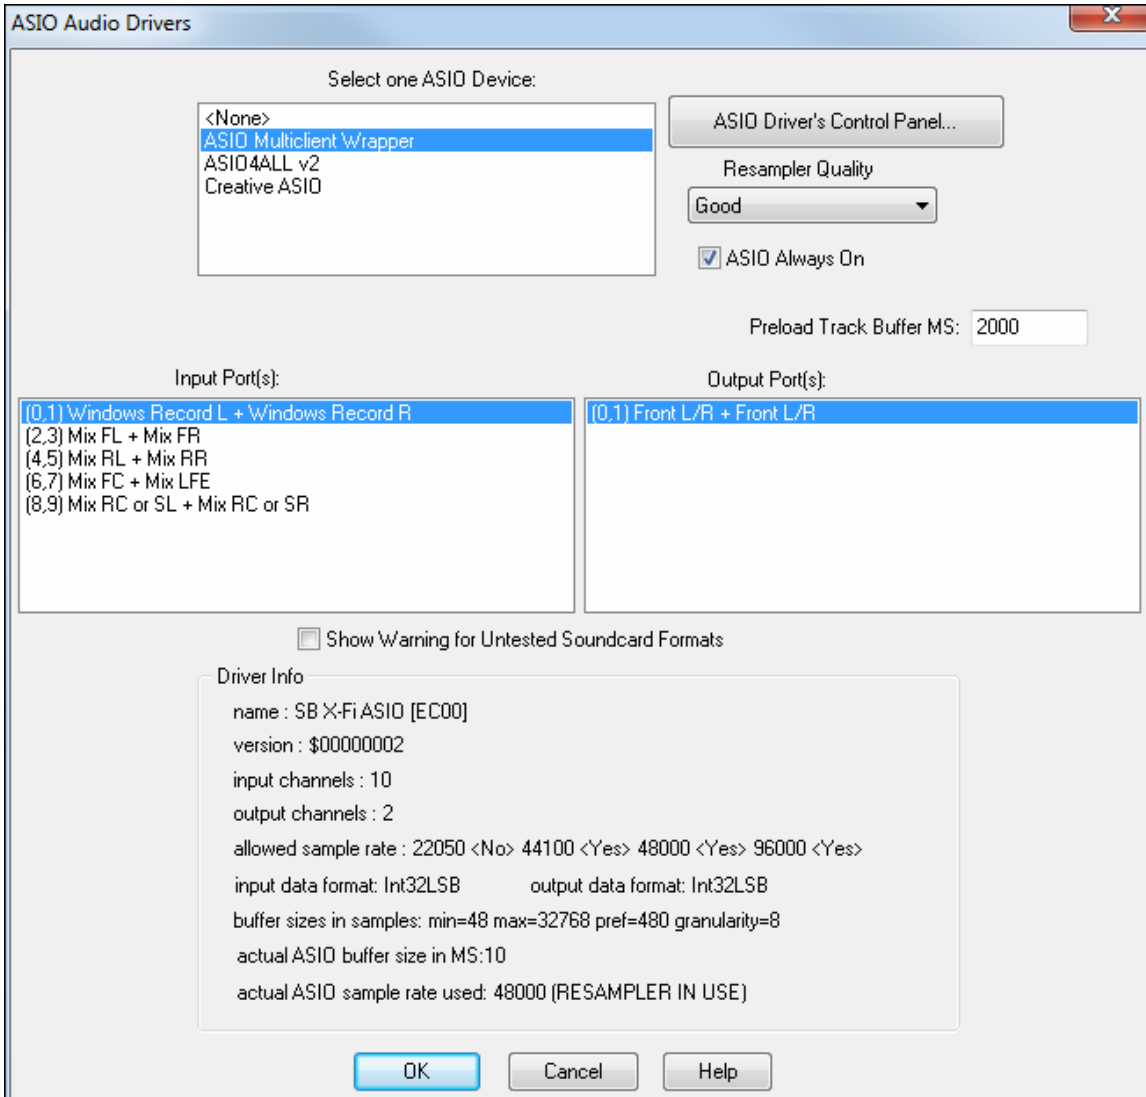 ASIO Audio Drivers
Select one ASIO Device:
<None>
ASIO Multiclient Wrapper
ASIO4ALL v2
Creative ASIO
ASIO Driver's Control Panel...
Resampler Quality
Good
ASIO Always On
Preload Track Buffer MS: 2000
Input Port(s):
(0,1) Windows Record L + Windows Record R
(2,3) Mix FL + Mix FR
(4,5) Mix RL + Mix RR
(6,7) Mix FC + Mix LFE
(8,9) Mix RC or SL + Mix RC or SR
Output Port(s):
(0,1) Front L/R + Front L/R
Show Warning for Untested Soundcard Formats
Driver Info
name : SB X-Fi ASIO [EC00]
version : $00000002
input channels : 10
output channels : 2
allowed sample rate : 22050 <No> 44100 <Yes> 48000 <Yes> 96000 <Yes>
input data format: Int32LSB output data format: Int32LSB
buffer sizes in samples: min=48 max=32768 pref=480 granularity=8
actual ASIO buffer size in MS:10
actual ASIO sample rate used: 48000 (RESAMPLER IN USE)
OK Cancel Help